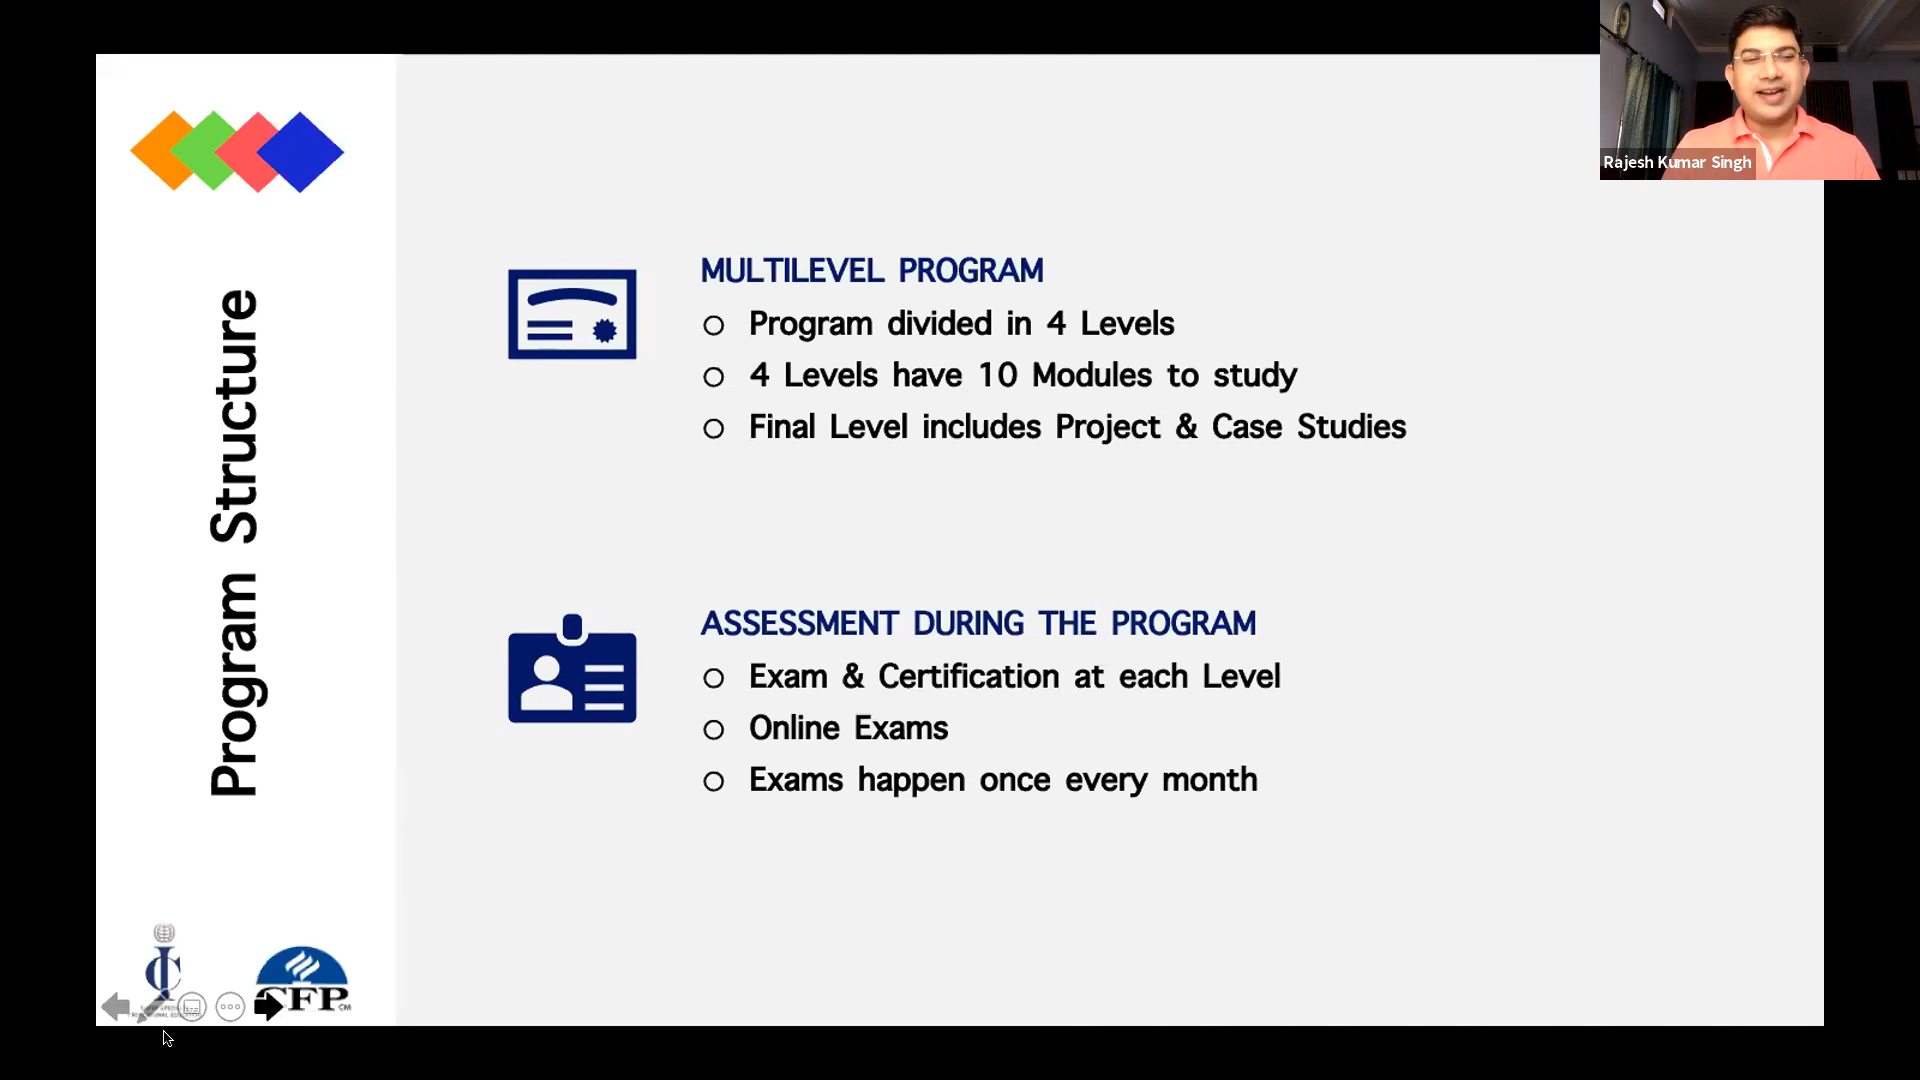 Rajesh Kumar Singh
Program Structure
MULTILEVEL PROGRAM
Program divided in 4 Levels
4 Levels have 10 Modules to study
Final Level includes Project & Case Studies
ASSESSMENT DURING THE PROGRAM
Exam & Certification at each Level
Online Exams
Exams happen once every month
CFP